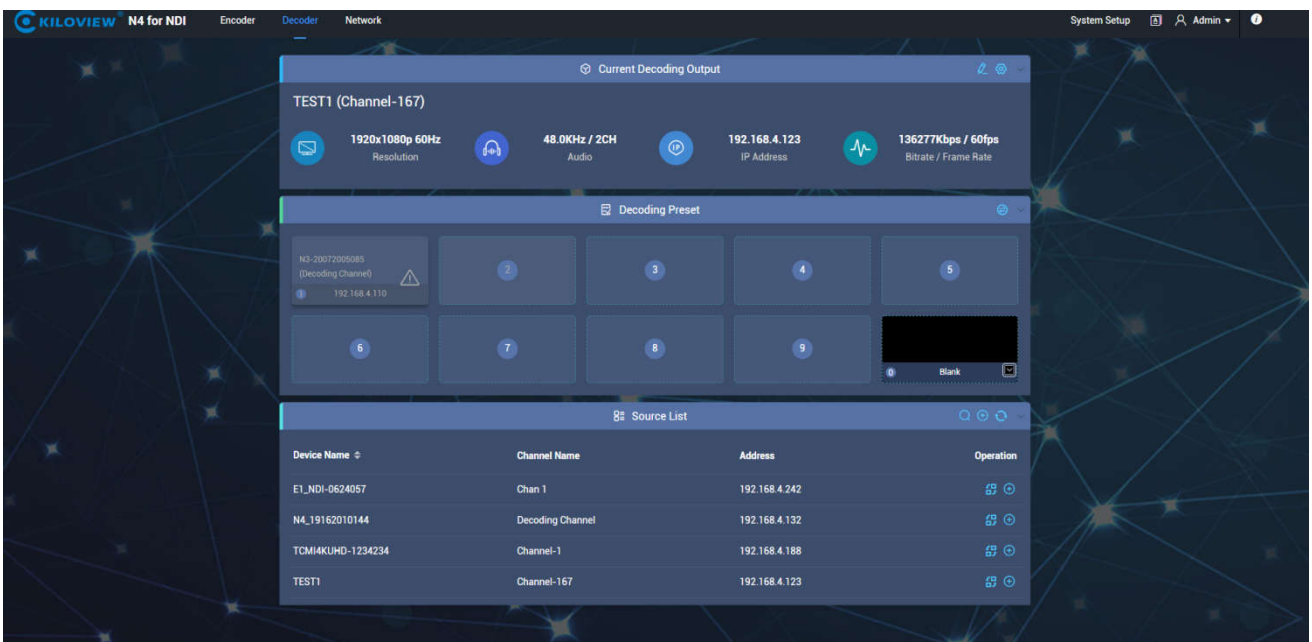 KILOVIEW® N4 for NDI Encoder Decoder Network System Setup Admin
Current Decoding Output
TEST1 (Channel-167)
1920x1080p 60Hz 48.0KHz / 2CH IP 192.168.4.123 136277Kbps / 60fps
Resolution Audio IP Address Bitrate / Frame Rate
Decoding Preset
N3-20072005085
(Decoding Channel)
1 192.168.4.110
2 3 4 5
6 7 8 9
0 Blank
Source List
Device Name Channel Name Address Operation
E1_NDI-0624057 Chan 1 192.168.4.242
N4_19162010144 Decoding Channel 192.168.4.132
TCMI4KUHD-1234234 Channel-1 192.168.4.188
TEST1 Channel-167 192.168.4.123